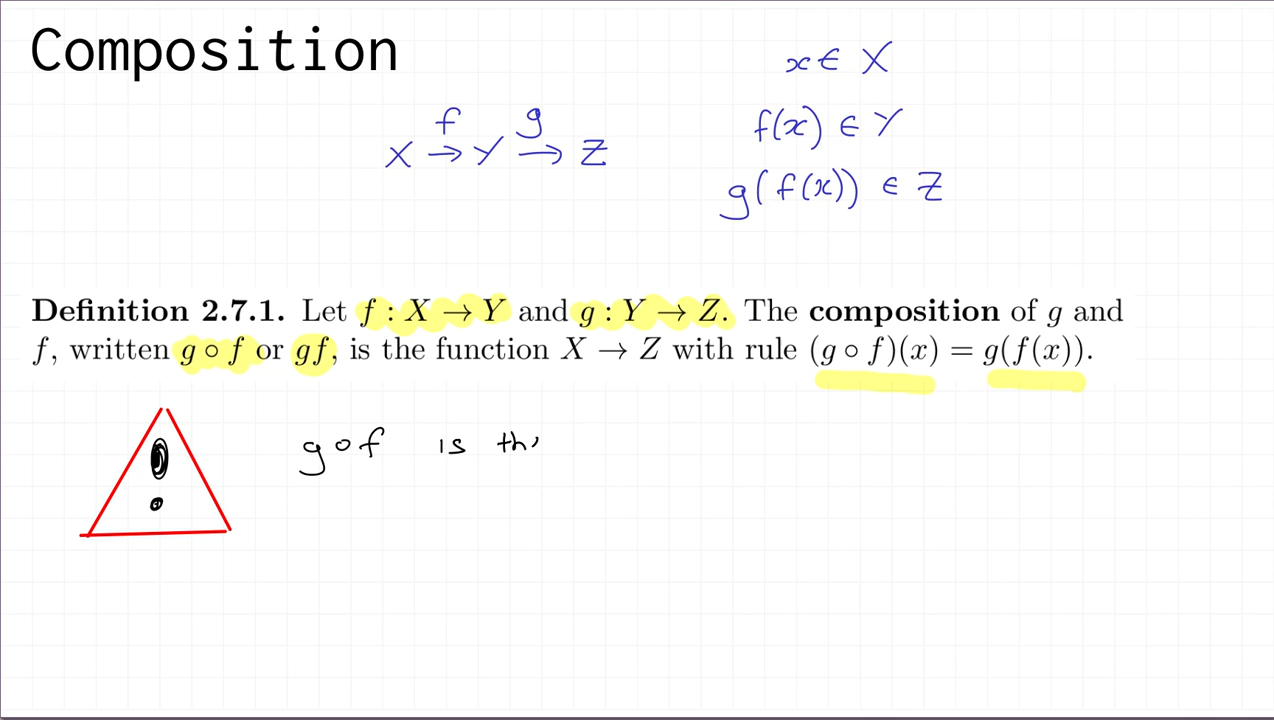 Composition
x ∈ X
f g
X → Y → Z
f(x) ∈ Y
g(f(x)) ∈ Z
Definition 2.7.1. Let f : X → Y and g : Y → Z. The composition of g and
f, written g ∘ f or gf, is the function X → Z with rule (g ∘ f)(x) = g(f(x)).
!
g∘f is th